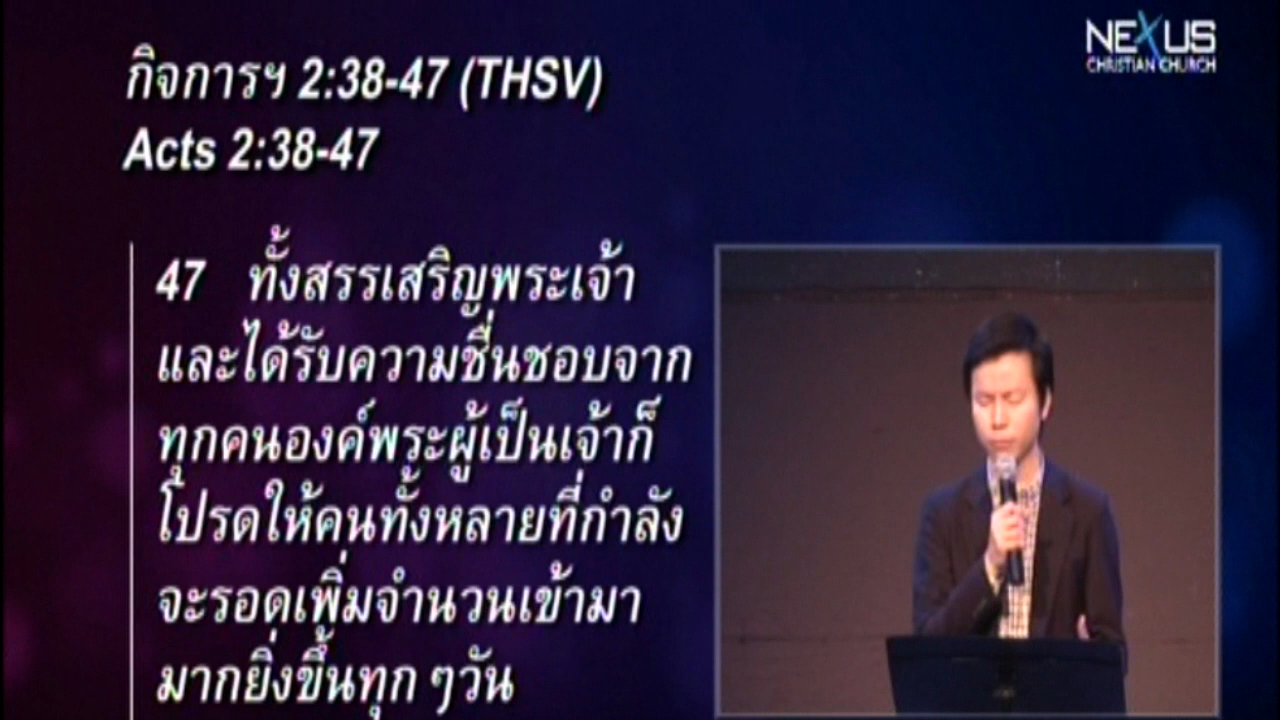 NEXUS
CHRISTIAN CHURCH
กิจการฯ 2:38-47 (THSV)
Acts 2:38-47
47 ทั้งสรรเสริญพระเจ้า
และได้รับความชื่นชอบจาก
ทุกคนองค์พระผู้เป็นเจ้าก็
โปรดให้คนทั้งหลายที่กำลัง
จะรอดเพิ่มจำนวนเข้ามา
มากยิ่งขึ้นทุก ๆวัน